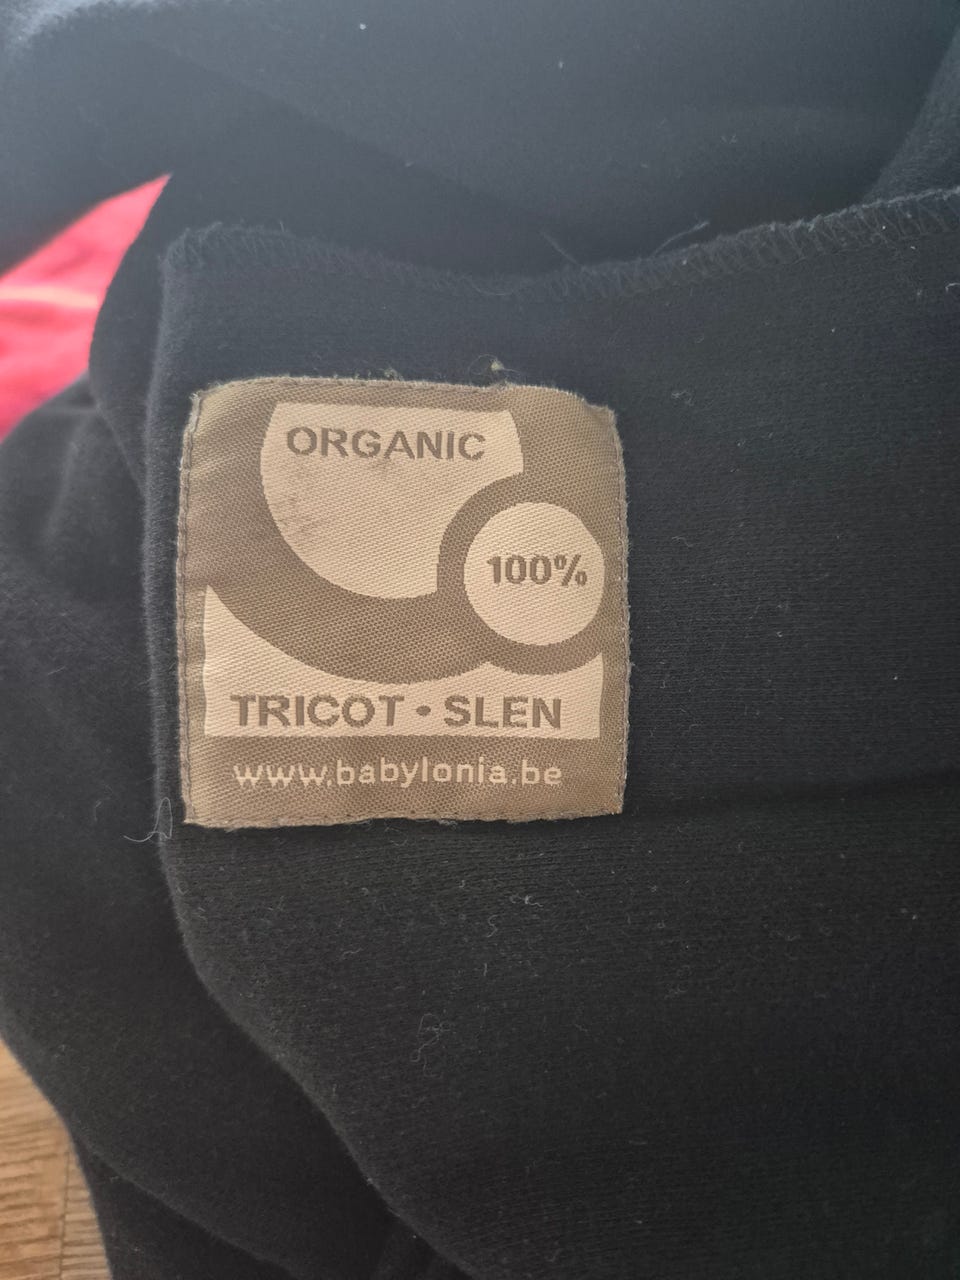 ORGANIC
100%
TRICOT • SLEN
www.babylonia.be